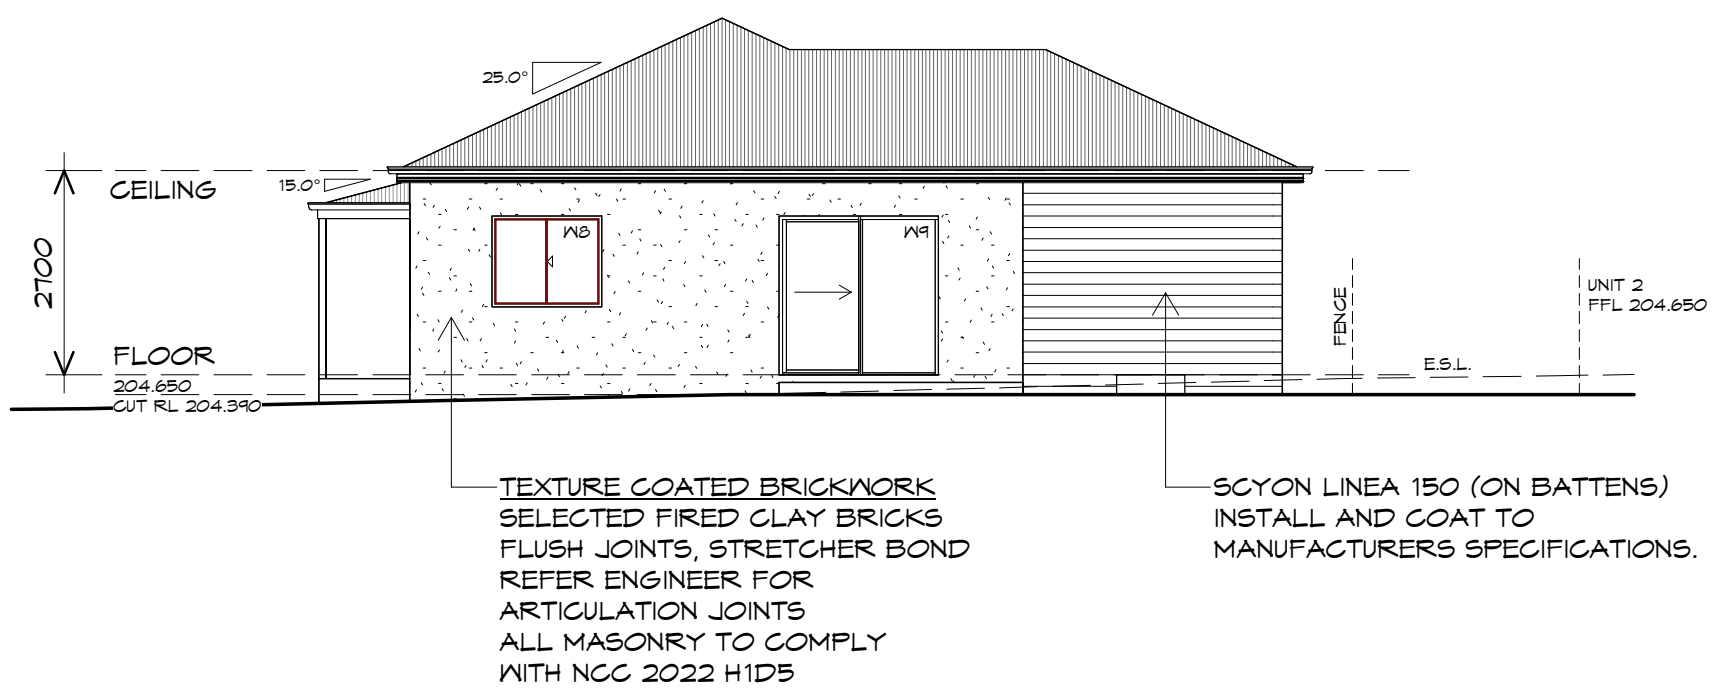 25.0°
CEILING
15.0°
2700
W8
W9
FLOOR
204.650
CUT RL 204.390
FENCE
UNIT 2
FFL 204.650
E.S.L.
TEXTURE COATED BRICKWORK
SELECTED FIRED CLAY BRICKS
FLUSH JOINTS, STRETCHER BOND
REFER ENGINEER FOR
ARTICULATION JOINTS
ALL MASONRY TO COMPLY
WITH NCC 2022 H1D5
SCYON LINEA 150 (ON BATTENS)
INSTALL AND COAT TO
MANUFACTURERS SPECIFICATIONS.